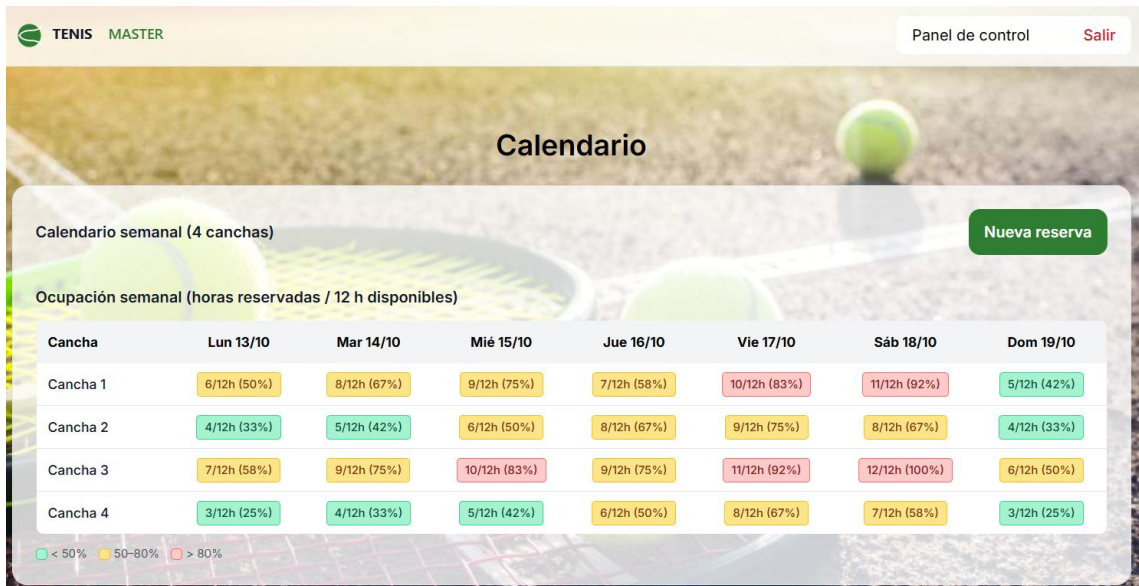 TENIS MASTER
Panel de control Salir
Calendario
Calendario semanal (4 canchas)
Nueva reserva
Ocupación semanal (horas reservadas / 12 h disponibles)
Cancha Lun 13/10 Mar 14/10 Mié 15/10 Jue 16/10 Vie 17/10 Sáb 18/10 Dom 19/10
Cancha 1 6/12h (50%) 8/12h (67%) 9/12h (75%) 7/12h (58%) 10/12h (83%) 11/12h (92%) 5/12h (42%)
Cancha 2 4/12h (33%) 5/12h (42%) 6/12h (50%) 8/12h (67%) 9/12h (75%) 8/12h (67%) 4/12h (33%)
Cancha 3 7/12h (58%) 9/12h (75%) 10/12h (83%) 9/12h (75%) 11/12h (92%) 12/12h (100%) 6/12h (50%)
Cancha 4 3/12h (25%) 4/12h (33%) 5/12h (42%) 6/12h (50%) 8/12h (67%) 7/12h (58%) 3/12h (25%)
< 50% 50–80% > 80%